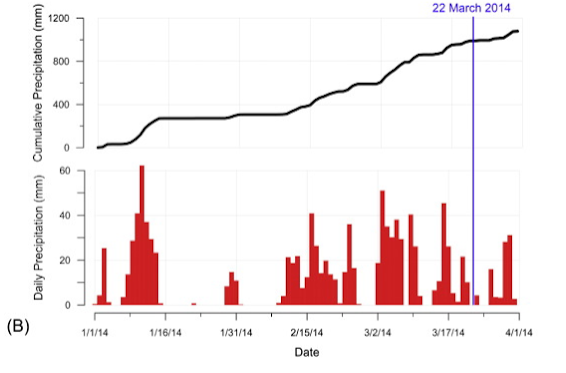 22 March 2014
Cumulative Precipitation (mm)
1200
800
400
0
Daily Precipitation (mm)
60
40
20
0
(B)
1/1/14 1/16/14 1/31/14 2/15/14 3/2/14 3/17/14 4/1/14
Date